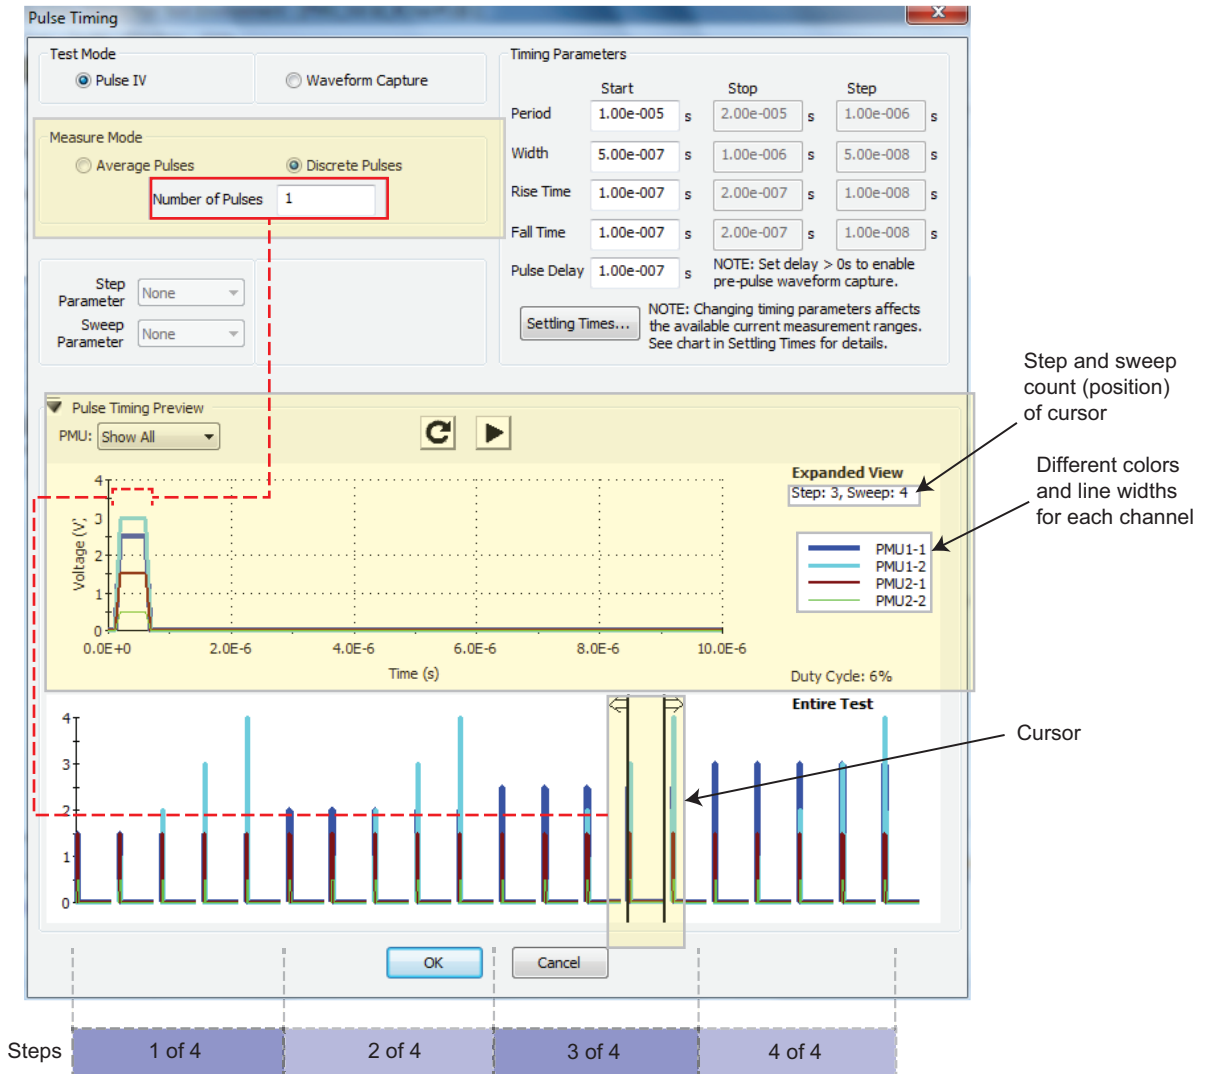 Pulse Timing
x
Test Mode
Pulse IV
Waveform Capture
Measure Mode
Average Pulses
Discrete Pulses
Number of Pulses 1
Step Parameter None
Sweep Parameter None
Timing Parameters
Start Stop Step
Period 1.00e-005 s 2.00e-005 s 1.00e-006 s
Width 5.00e-007 s 1.00e-006 s 5.00e-008 s
Rise Time 1.00e-007 s 2.00e-007 s 1.00e-008 s
Fall Time 1.00e-007 s 2.00e-007 s 1.00e-008 s
Pulse Delay 1.00e-007 s
NOTE: Set delay > 0s to enable
pre-pulse waveform capture.
Settling Times...
NOTE: Changing timing parameters affects
the available current measurement ranges.
See chart in Settling Times for details.
Step and sweep
count (position)
of cursor
Different colors
and line widths
for each channel
Pulse Timing Preview
PMU: Show All
Expanded View
Step: 3, Sweep: 4
PMU1-1
PMU1-2
PMU2-1
PMU2-2
Voltage (V)
4
3
2
1
0
0.0E+0 2.0E-6 4.0E-6 6.0E-6 8.0E-6 10.0E-6
Time (s)
Duty Cycle: 6%
Entire Test
4
3
2
1
0
Cursor
OK
Cancel
Steps 1 of 4 2 of 4 3 of 4 4 of 4